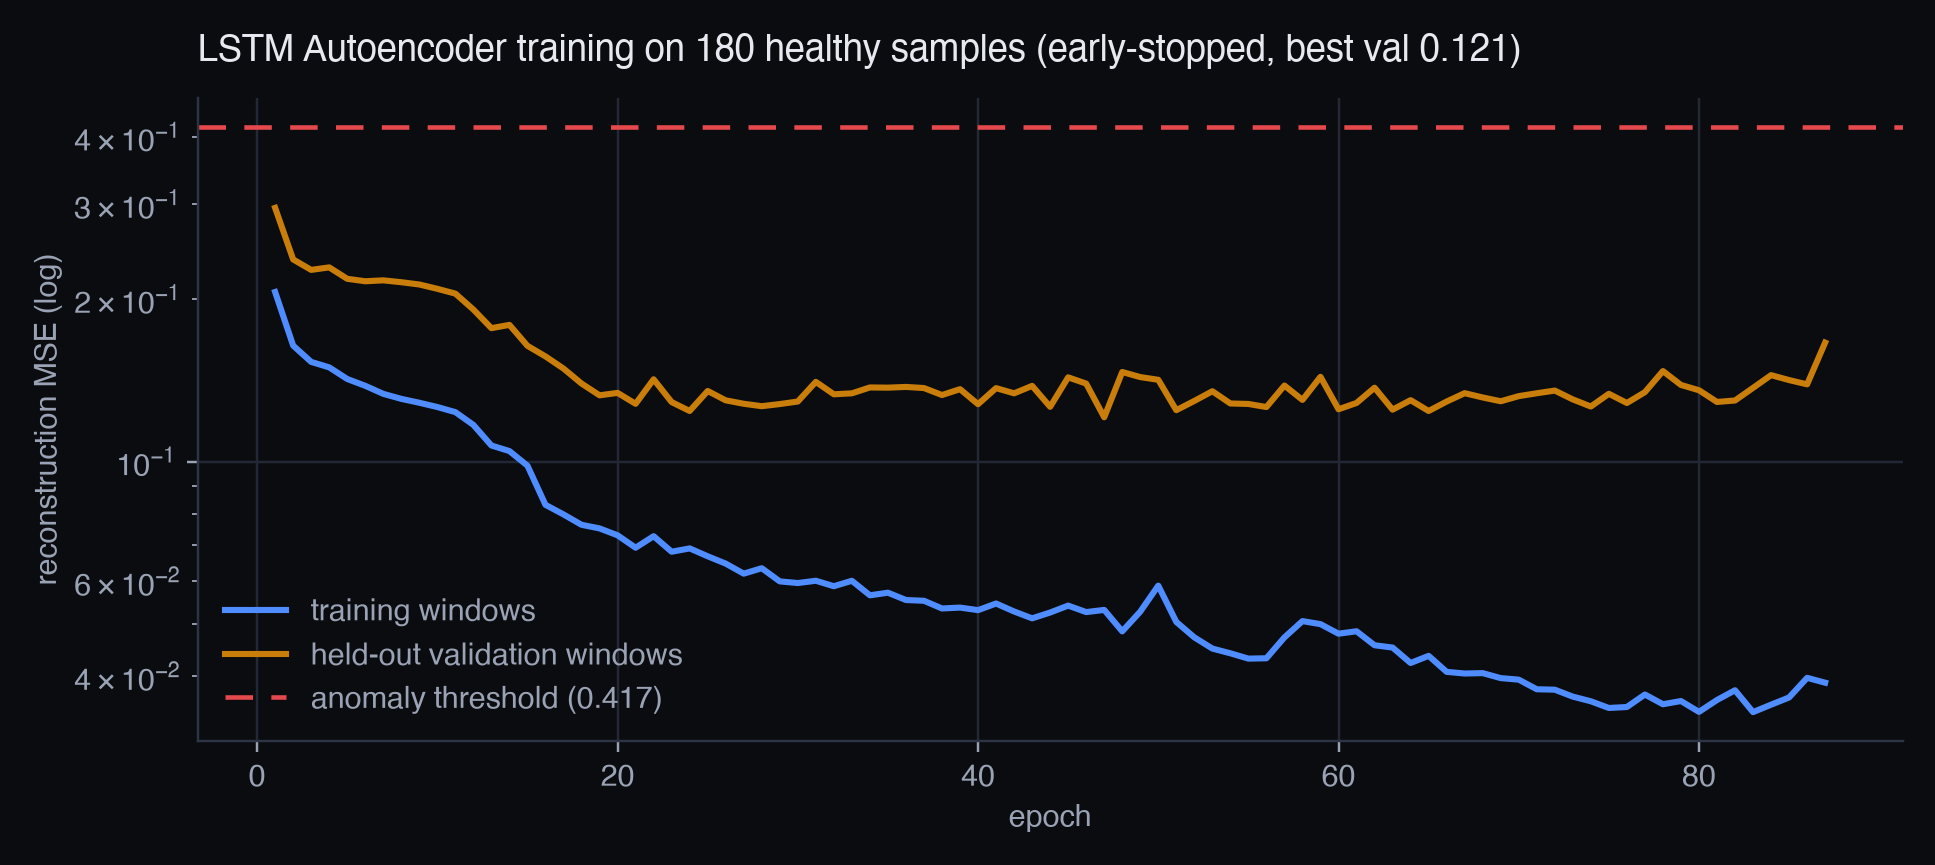 LSTM Autoencoder training on 180 healthy samples (early-stopped, best val 0.121)
4 × 10⁻¹
3 × 10⁻¹
2 × 10⁻¹
10⁻¹
6 × 10⁻²
4 × 10⁻²
reconstruction MSE (log)
training windows
held-out validation windows
anomaly threshold (0.417)
0 20 40 60 80
epoch